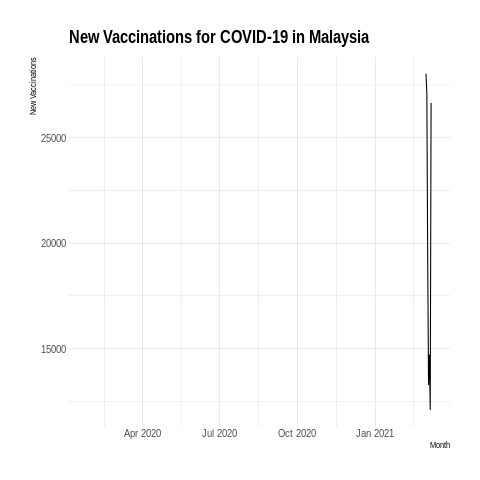 New Vaccinations for COVID-19 in Malaysia
New Vaccinations
25000
20000
15000
Apr 2020
Jul 2020
Oct 2020
Jan 2021
Month